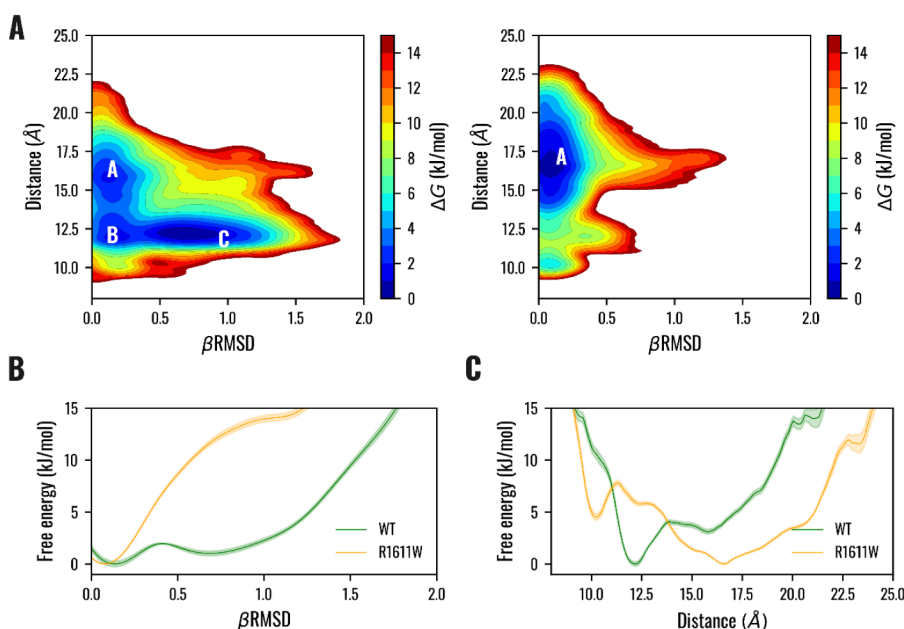 A
25.0
22.5
20.0
17.5
15.0
12.5
10.0
Distance (Å)
A
B
C
0.0 0.5 1.0 1.5 2.0
βRMSD
14
12
10
8
6
4
2
0
ΔG (kJ/mol)
25.0
22.5
20.0
17.5
15.0
12.5
10.0
Distance (Å)
A
0.0 0.5 1.0 1.5 2.0
βRMSD
14
12
10
8
6
4
2
0
ΔG (kJ/mol)
B
15
10
5
0
Free energy (kJ/mol)
WT
R1611W
0.0 0.5 1.0 1.5 2.0
βRMSD
C
15
10
5
0
Free energy (kJ/mol)
WT
R1611W
10.0 12.5 15.0 17.5 20.0 22.5 25.0
Distance (Å)